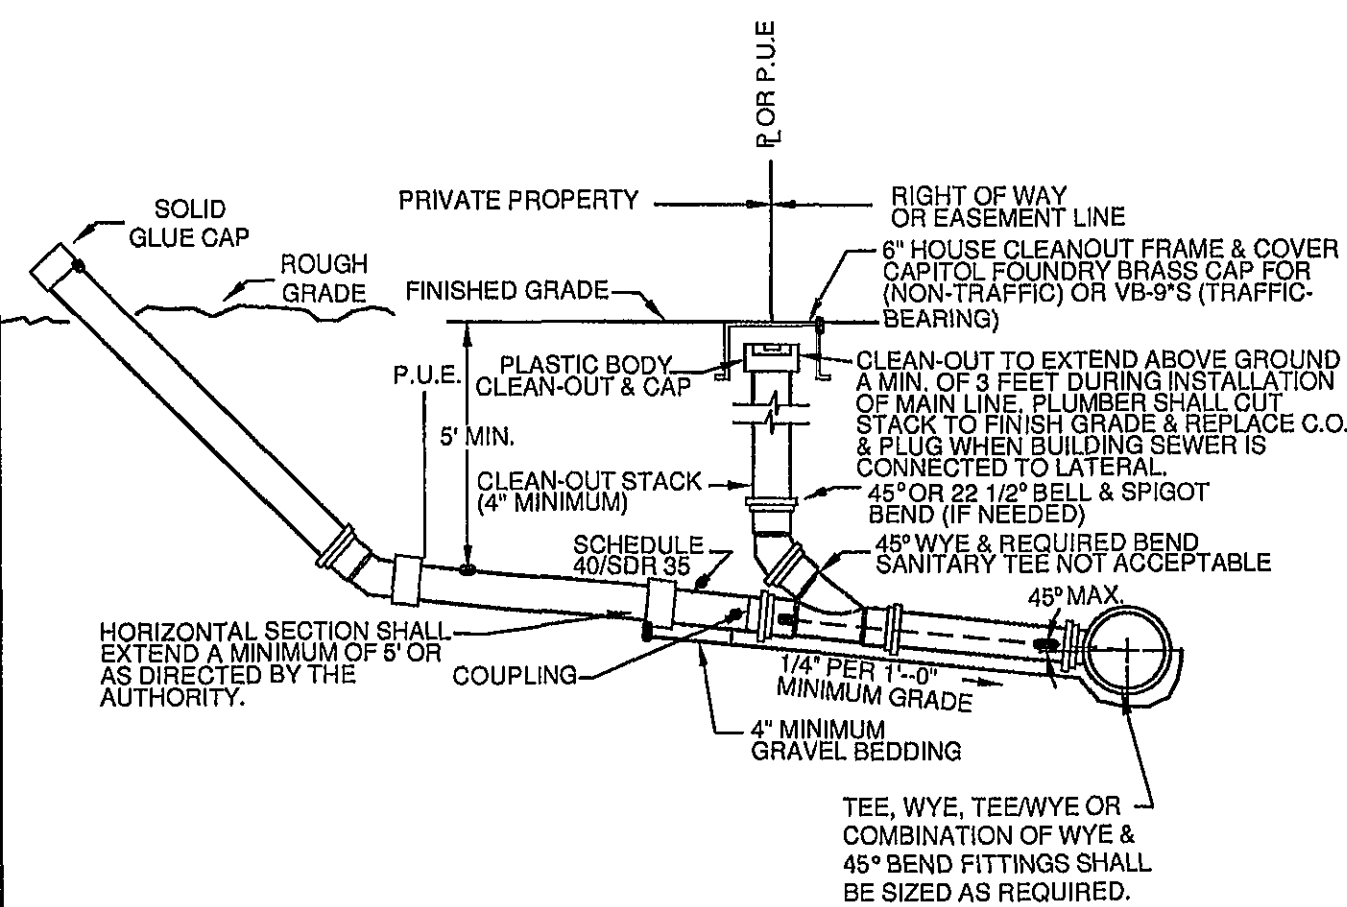 P
L OR P.U.E
PRIVATE PROPERTY
RIGHT OF WAY
OR EASEMENT LINE
SOLID
GLUE CAP
ROUGH
GRADE
FINISHED GRADE
6" HOUSE CLEANOUT FRAME & COVER
CAPITOL FOUNDRY BRASS CAP FOR
(NON-TRAFFIC) OR VB-9"S (TRAFFIC-
BEARING)
P.U.E.
PLASTIC BODY
CLEAN-OUT & CAP
CLEAN-OUT TO EXTEND ABOVE GROUND
A MIN. OF 3 FEET DURING INSTALLATION
OF MAIN LINE. PLUMBER SHALL CUT
STACK TO FINISH GRADE & REPLACE C.O.
& PLUG WHEN BUILDING SEWER IS
CONNECTED TO LATERAL.
5' MIN.
CLEAN-OUT STACK
(4" MINIMUM)
45° OR 22 1/2° BELL & SPIGOT
BEND (IF NEEDED)
SCHEDULE
40/SDR 35
45° WYE & REQUIRED BEND
SANITARY TEE NOT ACCEPTABLE
45° MAX.
HORIZONTAL SECTION SHALL
EXTEND A MINIMUM OF 5' OR
AS DIRECTED BY THE
AUTHORITY.
COUPLING
1/4" PER 1'--0"
MINIMUM GRADE
4" MINIMUM
GRAVEL BEDDING
TEE, WYE, TEE/WYE OR
COMBINATION OF WYE &
45° BEND FITTINGS SHALL
BE SIZED AS REQUIRED.